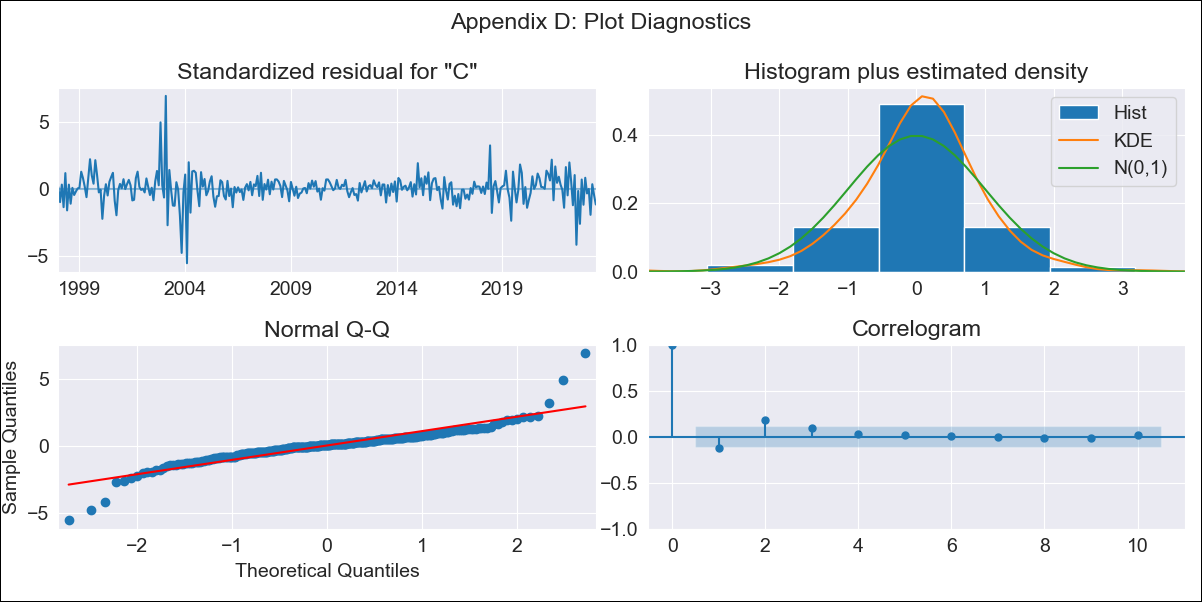 Appendix D: Plot Diagnostics
Standardized residual for "C"
5
0
−5
1999 2004 2009 2014 2019
Histogram plus estimated density
0.4
0.2
0.0
−3 −2 −1 0 1 2 3
Hist
KDE
N(0,1)
Normal Q-Q
Sample Quantiles
5
0
−5
−2 −1 0 1 2
Theoretical Quantiles
Correlogram
1.0
0.5
0.0
−0.5
−1.0
0 2 4 6 8 10